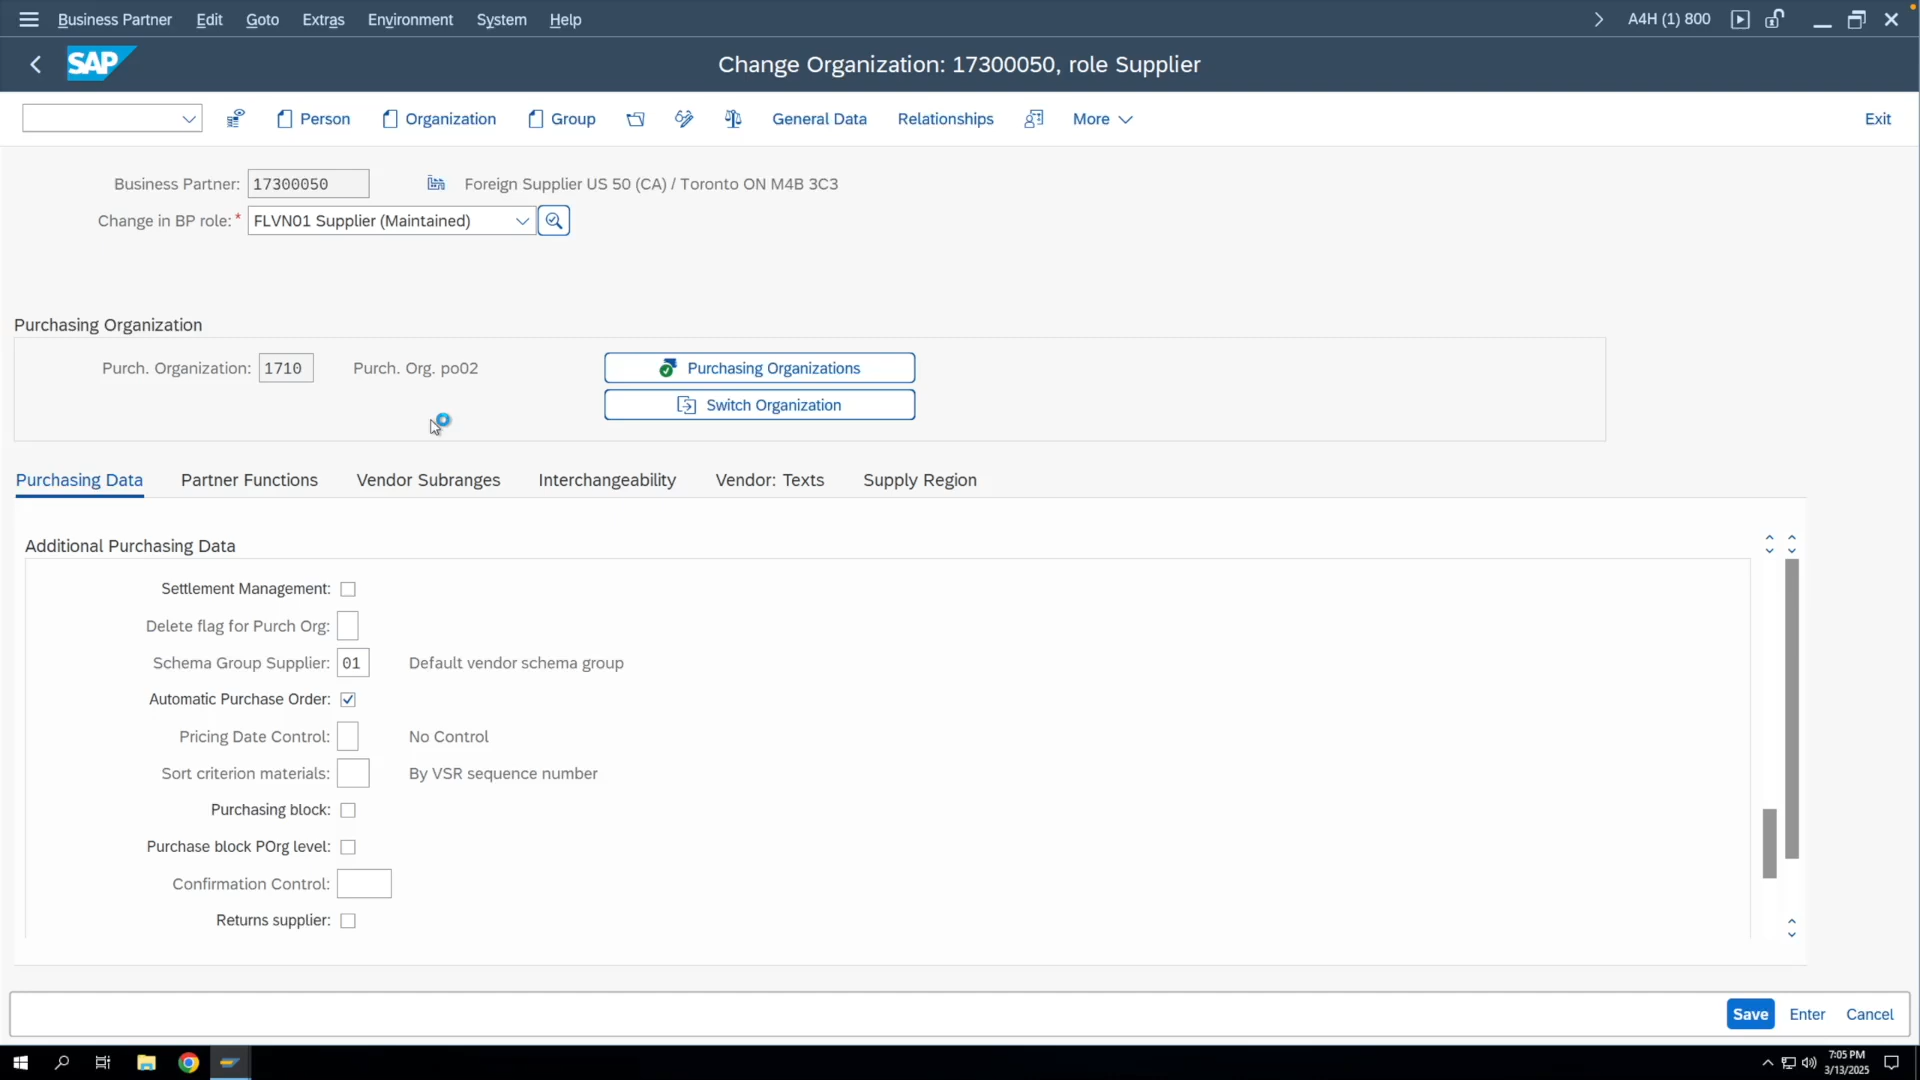 Business Partner Edit Goto Extras Environment System Help A4H (1) 800
SAP Change Organization: 17300050, role Supplier
Person Organization Group General Data Relationships More Exit
Business Partner: 17300050 Foreign Supplier US 50 (CA) / Toronto ON M4B 3C3
Change in BP role: * FLVN01 Supplier (Maintained)
Purchasing Organization
Purch. Organization: 1710 Purch. Org. po02 Purchasing Organizations
Switch Organization
Purchasing Data Partner Functions Vendor Subranges Interchangeability Vendor: Texts Supply Region
Additional Purchasing Data
Settlement Management:
Delete flag for Purch Org:
Schema Group Supplier: 01 Default vendor schema group
Automatic Purchase Order:
Pricing Date Control: No Control
Sort criterion materials: By VSR sequence number
Purchasing block:
Purchase block POrg level:
Confirmation Control:
Returns supplier:
Save Enter Cancel
7:05 PM
3/13/2025